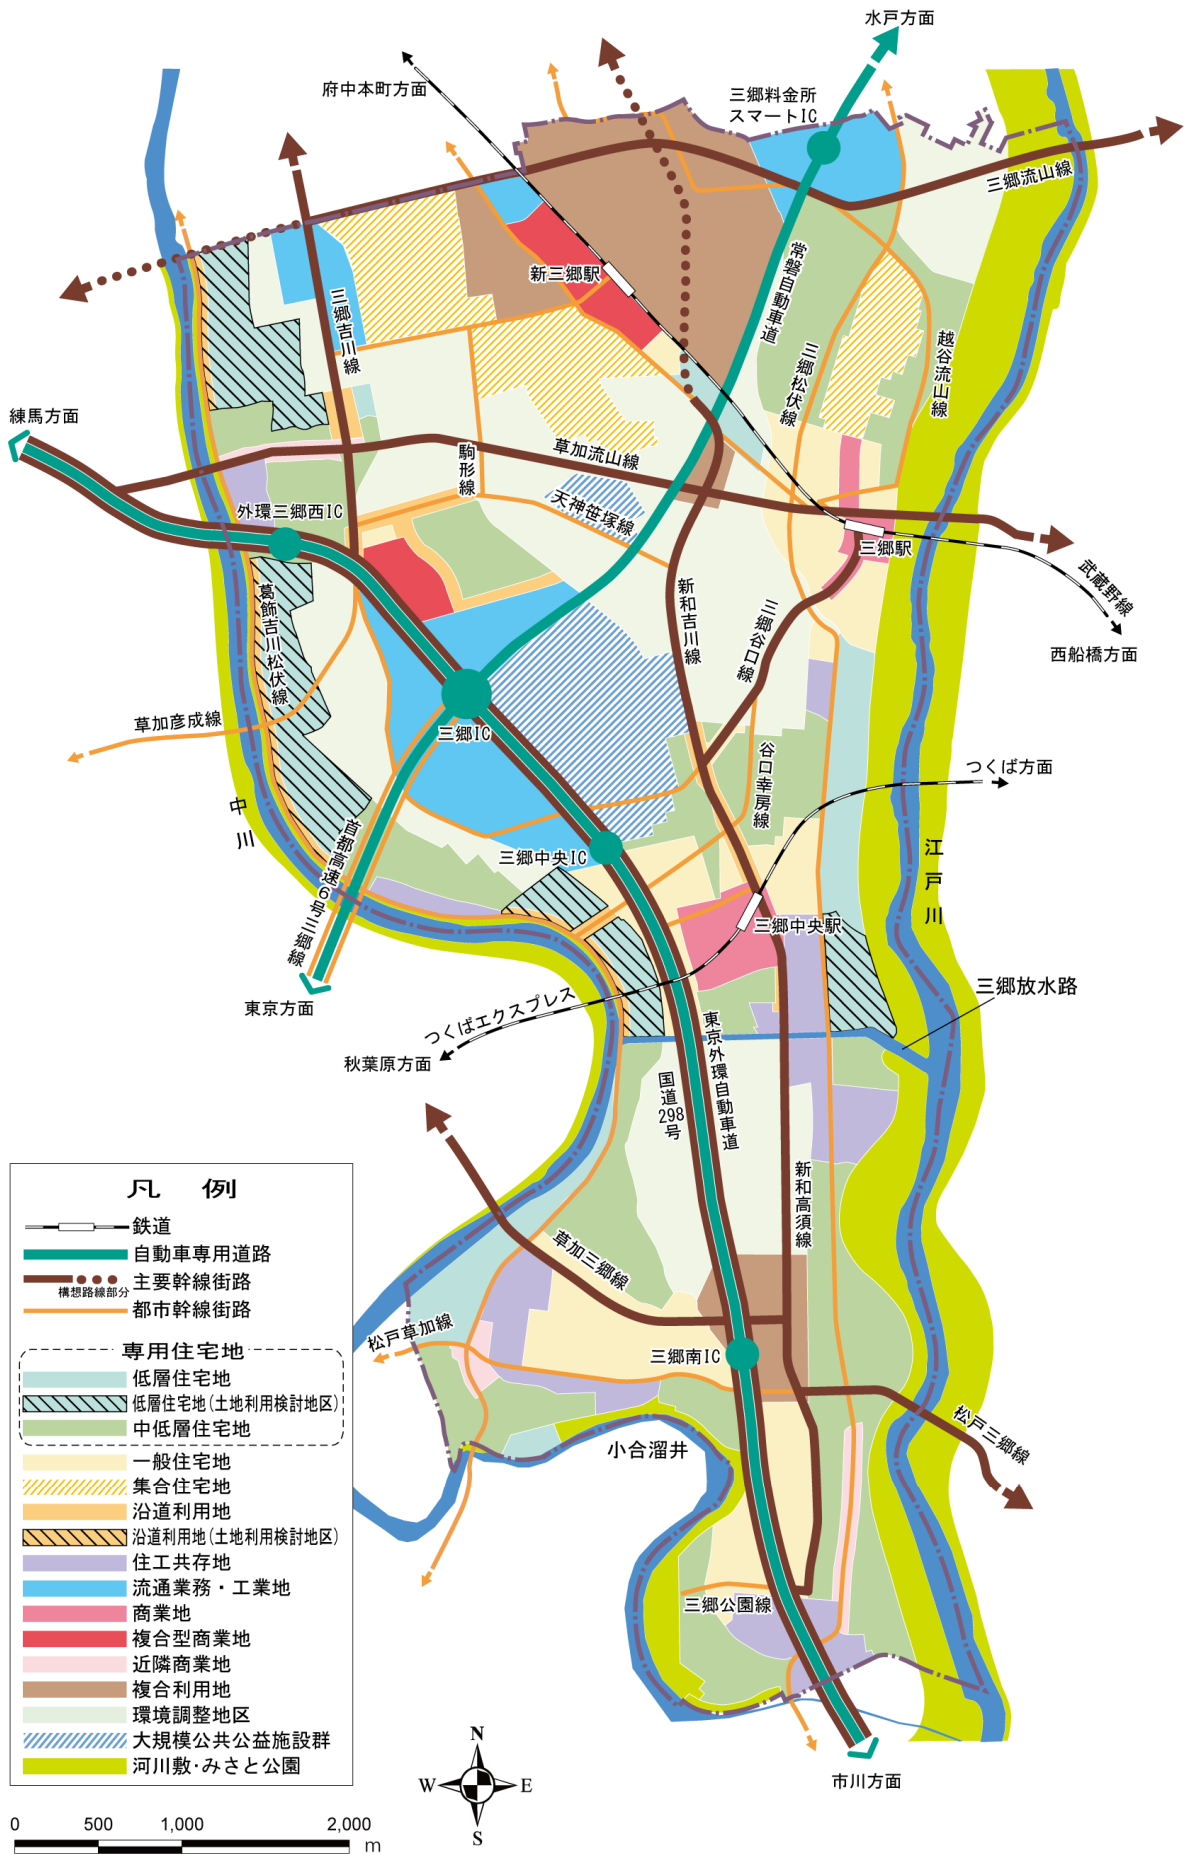 水戸方面
府中本町方面
三郷料金所
スマートIC
三郷流山線
新三郷駅
常磐自動車道
三郷吉川線
三郷松伏線
越谷流山線
練馬方面
草加流山線
駒形線
天神笹塚線
外環三郷西IC
三郷駅
武蔵野線
西船橋方面
葛飾吉川松伏線
新和吉川線
三郷谷口線
草加彦成線
三郷IC
谷口幸房線
つくば方面
中川
首都高速6号三郷線
三郷中央IC
江戸川
三郷中央駅
東京方面
三郷放水路
つくばエクスプレス
秋葉原方面
東京外環自動車道
国道298号
新和高須線
草加三郷線
松戸草加線
三郷南IC
松戸三郷線
小合溜井
三郷公園線
市川方面
凡 例
鉄道
自動車専用道路
主要幹線街路
構想路線部分
都市幹線街路
専用住宅地
低層住宅地
低層住宅地(土地利用検討地区)
中低層住宅地
一般住宅地
集合住宅地
沿道利用地
沿道利用地(土地利用検討地区)
住工共存地
流通業務・工業地
商業地
複合型商業地
近隣商業地
複合利用地
環境調整地区
大規模公共公益施設群
河川敷・みさと公園
N
W E
S
0 500 1,000 2,000
m